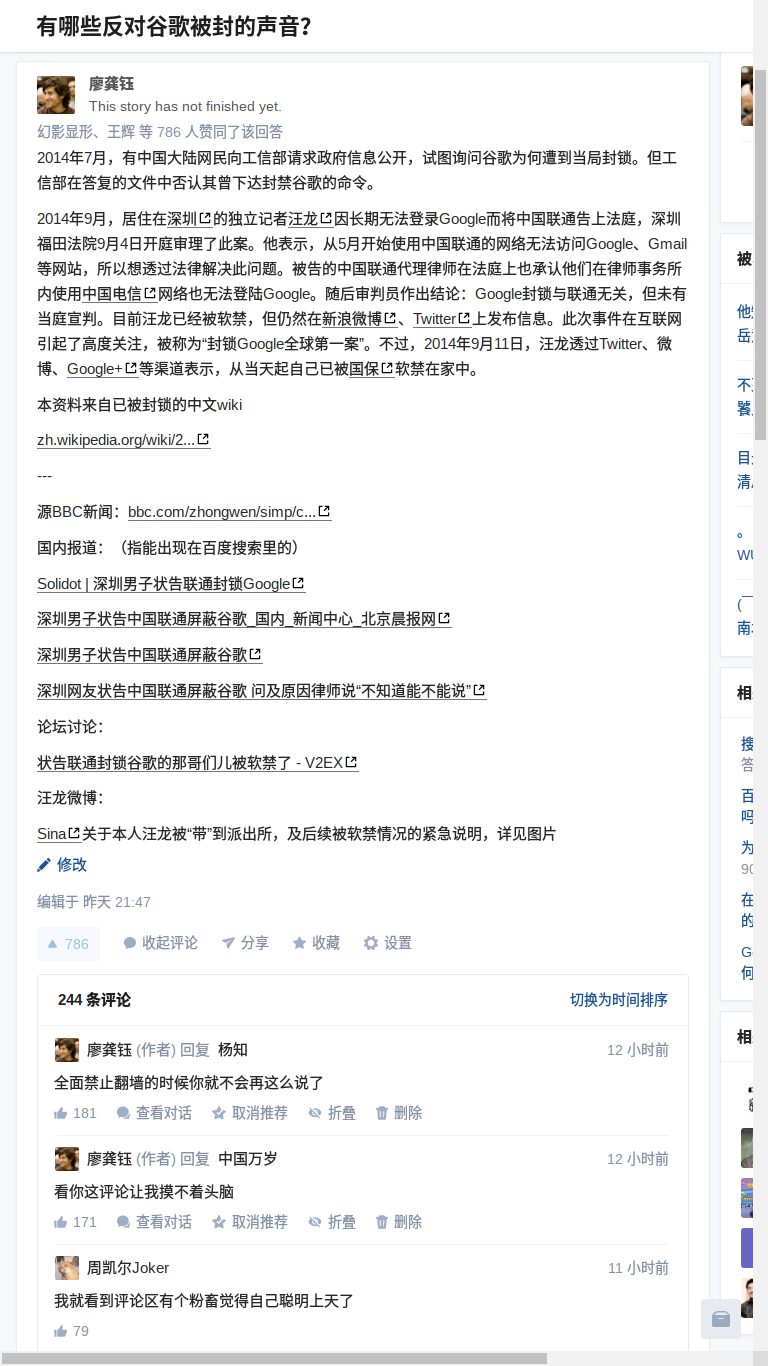 有哪些反对谷歌被封的声音？
廖龚钰
This story has not finished yet.
幻影显形、王辉 等 786 人赞同了该回答
2014年7月，有中国大陆网民向工信部请求政府信息公开，试图询问谷歌为何遭到当局封锁。但工
信部在答复的文件中否认其曾下达封禁谷歌的命令。
2014年9月，居住在深圳的独立记者汪龙因长期无法登录Google而将中国联通告上法庭，深圳
福田法院9月4日开庭审理了此案。他表示，从5月开始使用中国联通的网络无法访问Google、Gmail
等网站，所以想透过法律解决此问题。被告的中国联通代理律师在法庭上也承认他们在律师事务所
内使用中国电信网络也无法登陆Google。随后审判员作出结论：Google封锁与联通无关，但未有
当庭宣判。目前汪龙已经被软禁，但仍然在新浪微博、Twitter上发布信息。此次事件在互联网
引起了高度关注，被称为“封锁Google全球第一案”。不过，2014年9月11日，汪龙透过Twitter、微
博、Google+等渠道表示，从当天起自己已被国保软禁在家中。
本资料来自已被封锁的中文wiki
zh.wikipedia.org/wiki/2...
---
源BBC新闻：bbc.com/zhongwen/simp/c...
国内报道：（指能出现在百度搜索里的）
Solidot | 深圳男子状告联通封锁Google
深圳男子状告中国联通屏蔽谷歌_国内_新闻中心_北京晨报网
深圳男子状告中国联通屏蔽谷歌
深圳网友状告中国联通屏蔽谷歌 问及原因律师说“不知道能不能说”
论坛讨论：
状告联通封锁谷歌的那哥们儿被软禁了 - V2EX
汪龙微博：
Sina关于本人汪龙被“带”到派出所，及后续被软禁情况的紧急说明，详见图片
修改
编辑于 昨天 21:47
786 收起评论 分享 收藏 设置
244 条评论 切换为时间排序
廖龚钰 (作者) 回复 杨知 12 小时前
全面禁止翻墙的时候你就不会再这么说了
181 查看对话 取消推荐 折叠 删除
廖龚钰 (作者) 回复 中国万岁 12 小时前
看你这评论让我摸不着头脑
171 查看对话 取消推荐 折叠 删除
周凯尔Joker 11 小时前
我就看到评论区有个粉畜觉得自己聪明上天了
79
被
岳
不
目
清
。
WU
(
南
相
搜
答
百
吗
为
90
在
的
何
相